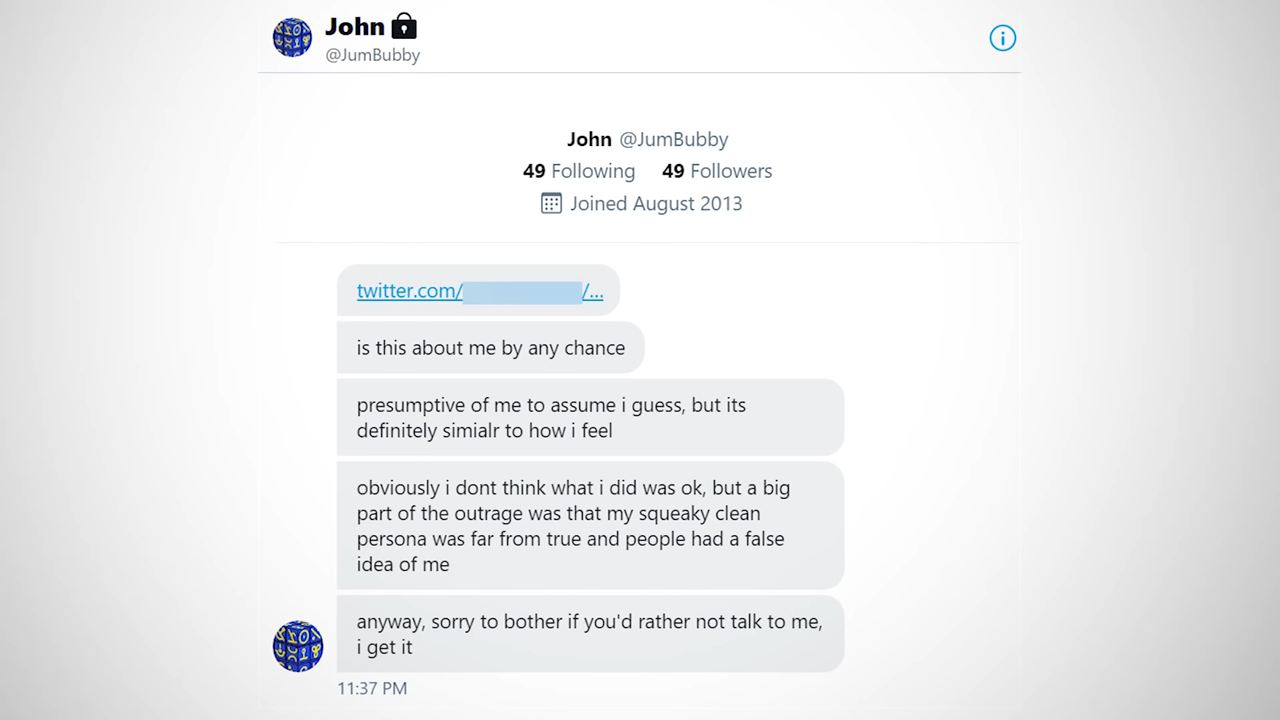 John
@JumBubby
John @JumBubby
49 Following 49 Followers
Joined August 2013
twitter.com/ /...
is this about me by any chance
presumptive of me to assume i guess, but its
definitely simialr to how i feel
obviously i dont think what i did was ok, but a big
part of the outrage was that my squeaky clean
persona was far from true and people had a false
idea of me
anyway, sorry to bother if you'd rather not talk to me,
i get it
11:37 PM